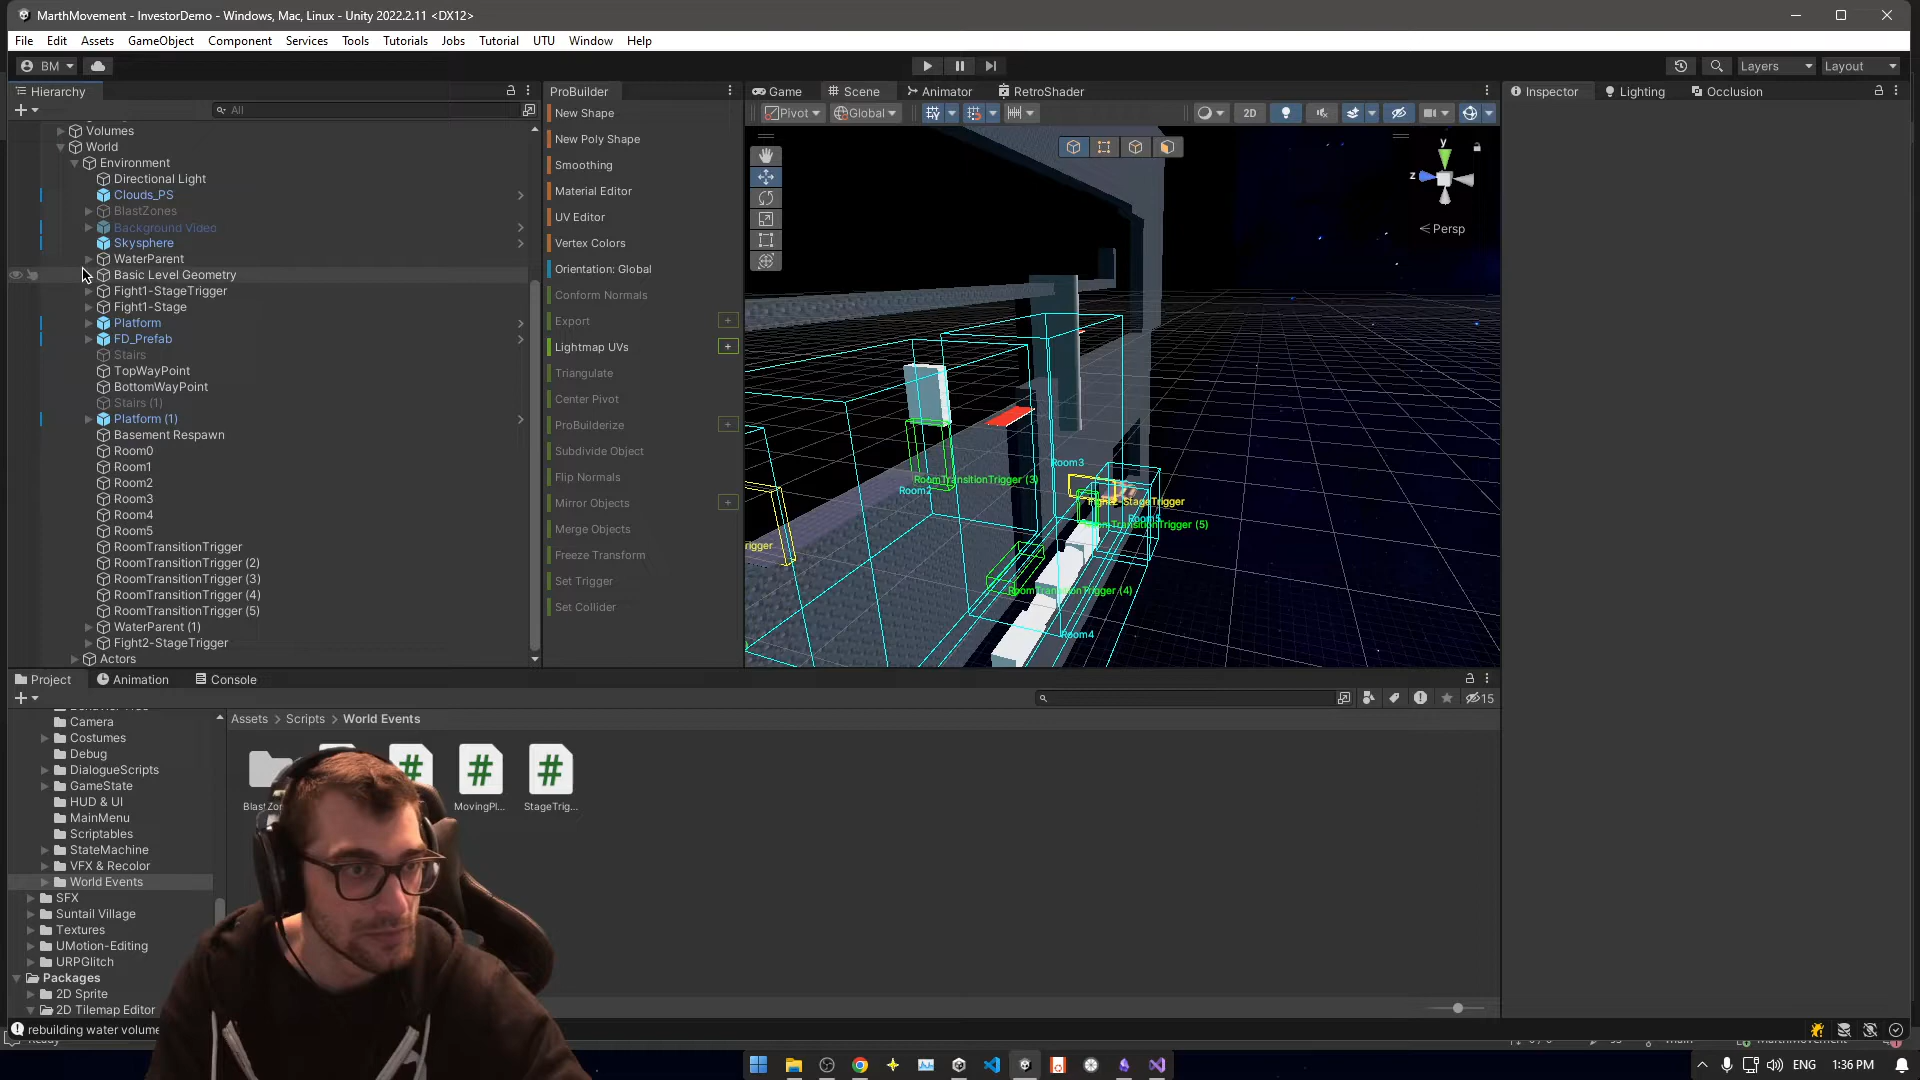 MarthMovement - InvestorDemo - Windows, Mac, Linux - Unity 2022.2.11 <DX12>
File Edit Assets GameObject Component Services Tools Tutorials Jobs Tutorial UTU Window Help
BM
Layers Layout
Hierarchy
All
Volumes
World
Environment
Directional Light
Clouds_PS
BlastZones
Background Video
Skysphere
WaterParent
Basic Level Geometry
Fight1-StageTrigger
Fight1-Stage
Platform
FD_Prefab
Stairs
TopWayPoint
BottomWayPoint
Stairs (1)
Platform (1)
Basement Respawn
Room0
Room1
Room2
Room3
Room4
Room5
RoomTransitionTrigger
RoomTransitionTrigger (2)
RoomTransitionTrigger (3)
RoomTransitionTrigger (4)
RoomTransitionTrigger (5)
WaterParent (1)
Fight2-StageTrigger
Actors
ProBuilder
New Shape
New Poly Shape
Smoothing
Material Editor
UV Editor
Vertex Colors
Orientation: Global
Conform Normals
Export
Lightmap UVs
Triangulate
Center Pivot
ProBuilderize
Subdivide Object
Flip Normals
Mirror Objects
Merge Objects
Freeze Transform
Set Trigger
Set Collider
Game Scene Animator RetroShader
Pivot Global 2D
y
z
Persp
Room3
RoomTransitionTrigger (3)
Room2
Fight2-StageTrigger
Room5
RoomTransitionTrigger (5)
rigger
RoomTransitionTrigger (4)
Room4
Inspector Lighting Occlusion
Project Animation Console
15
Camera
Costumes
Debug
DialogueScripts
GameState
HUD & UI
MainMenu
Scriptables
StateMachine
VFX & Recolor
World Events
SFX
Suntail Village
Textures
UMotion-Editing
URPGlitch
Packages
2D Sprite
2D Tilemap Editor
Assets > Scripts > World Events
BlastZo
MovingPl...
StageTrig...
rebuilding water volume
Ready
ENG 1:36 PM